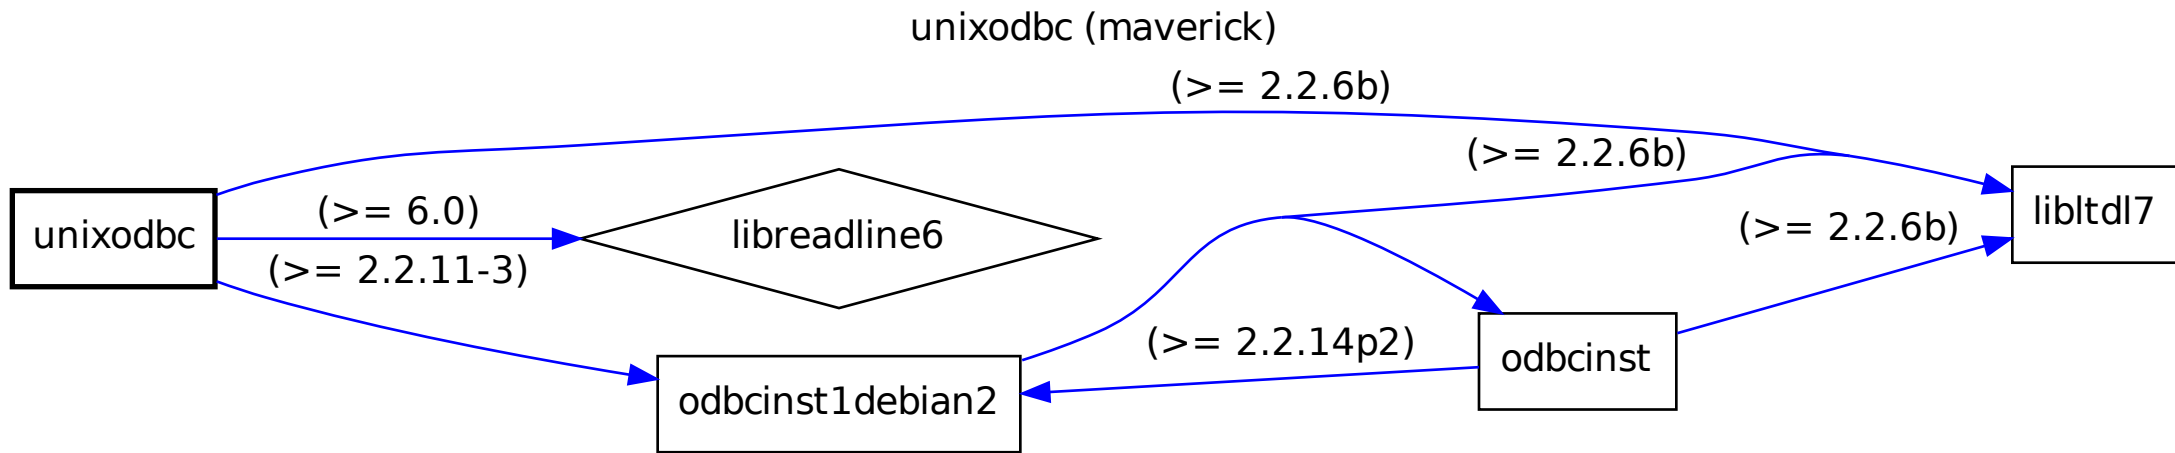 unixodbc (maverick)
(>= 2.2.6b)
(>= 2.2.6b)
(>= 6.0)
unixodbc
libreadline6
libltdl7
(>= 2.2.6b)
(>= 2.2.11-3)
(>= 2.2.14p2)
odbcinst
odbcinst1debian2